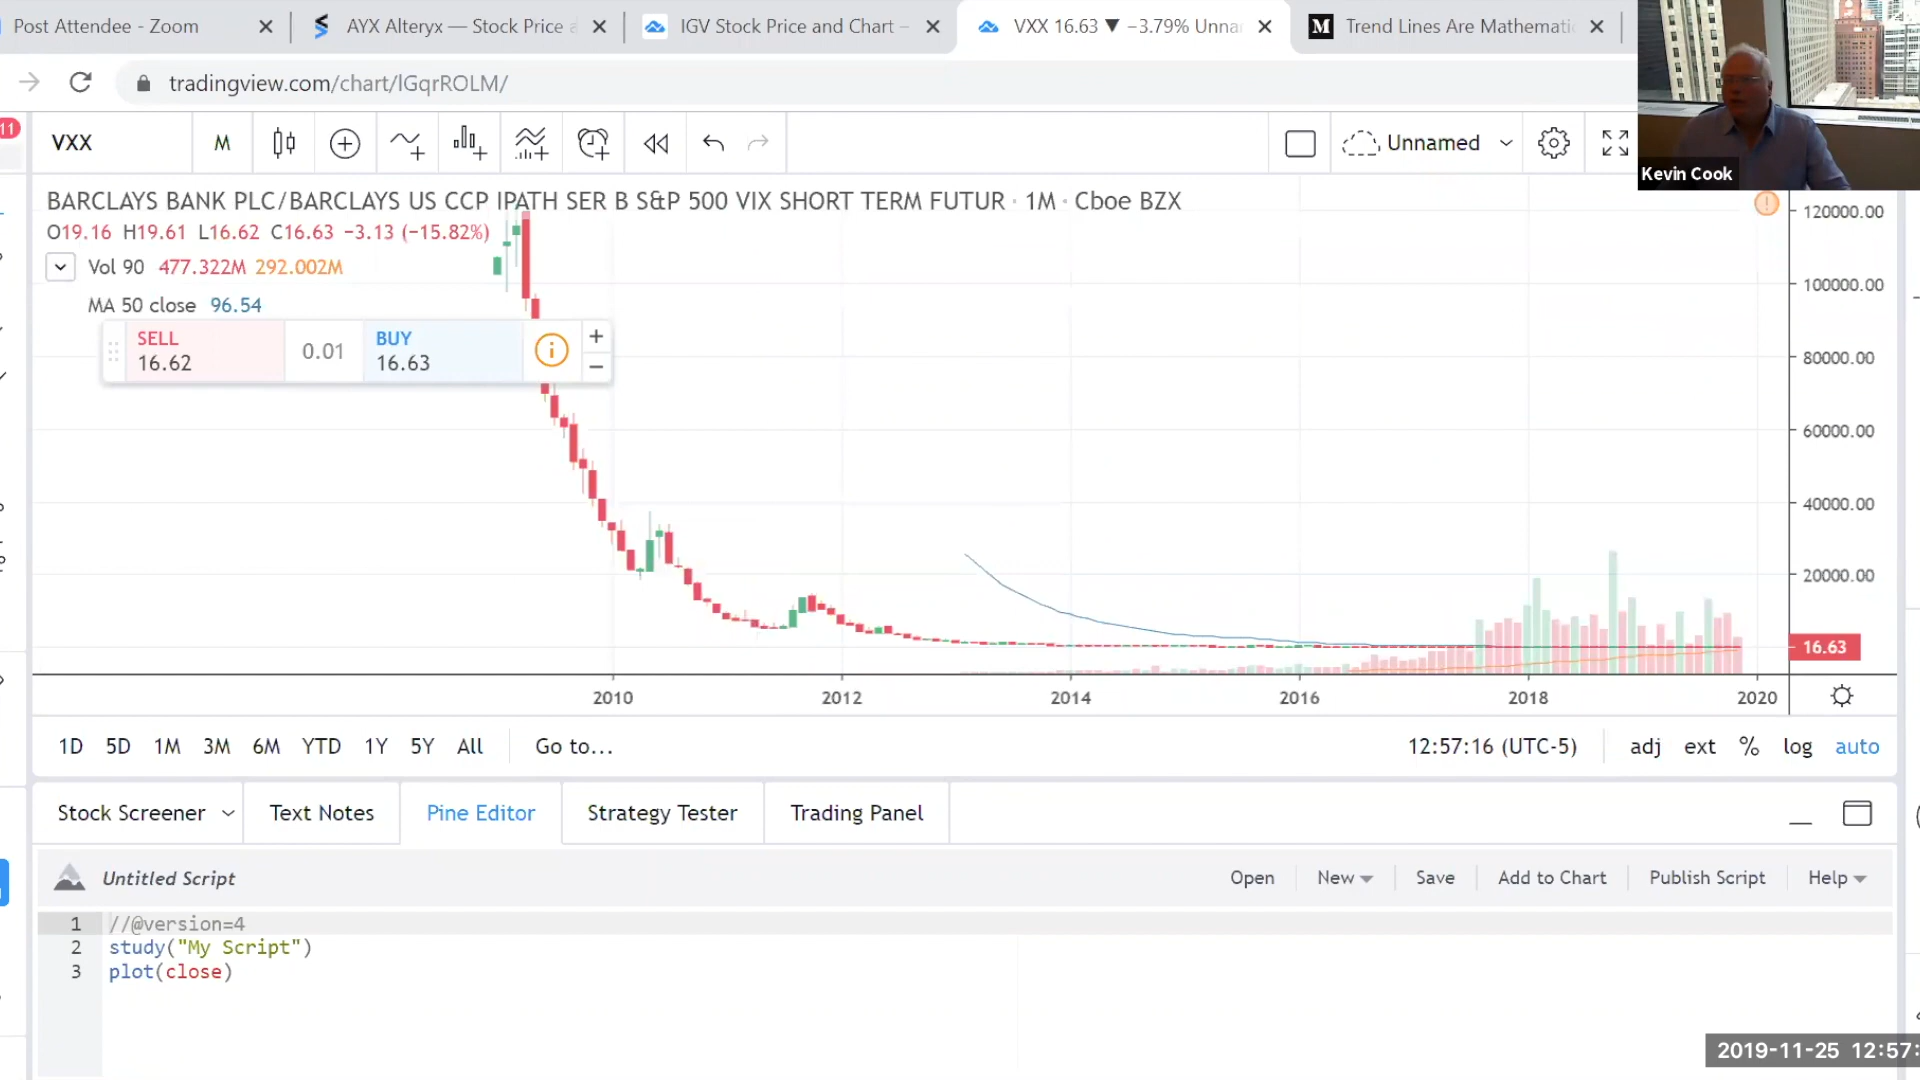 Post Attendee - Zoom
AYX Alteryx — Stock Price a
IGV Stock Price and Chart –
VXX 16.63 ▼ −3.79% Unna
M Trend Lines Are Mathemati
tradingview.com/chart/lGqrROLM/
11
VXX
M
Unnamed
Kevin Cook
BARCLAYS BANK PLC/BARCLAYS US CCP IPATH SER B S&P 500 VIX SHORT TERM FUTUR · 1M · Cboe BZX
O19.16 H19.61 L16.62 C16.63 −3.13 (−15.82%)
Vol 90 477.322M 292.002M
MA 50 close 96.54
SELL
16.62
0.01
BUY
16.63
120000.00
100000.00
80000.00
60000.00
40000.00
20000.00
16.63
2010 2012 2014 2016 2018 2020
1D 5D 1M 3M 6M YTD 1Y 5Y All Go to... 12:57:16 (UTC-5) adj ext % log auto
Stock Screener Text Notes Pine Editor Strategy Tester Trading Panel
Untitled Script Open New Save Add to Chart Publish Script Help
1 //@version=4
2 study("My Script")
3 plot(close)
2019-11-25 12:57: